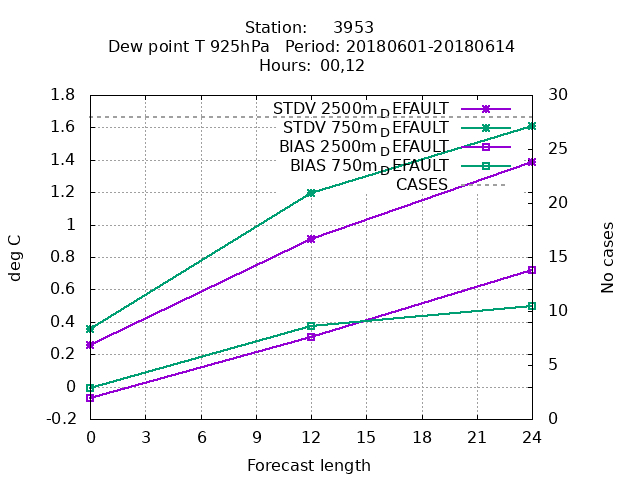 Station: 3953
Dew point T 925hPa Period: 20180601-20180614
Hours: 00,12
STDV 2500m_DEFAULT
STDV 750m_DEFAULT
BIAS 2500m_DEFAULT
BIAS 750m_DEFAULT
CASES
deg C
1.8
1.6
1.4
1.2
1
0.8
0.6
0.4
0.2
0
-0.2
30
25
20
15
10
5
0
No cases
0 3 6 9 12 15 18 21 24
Forecast length